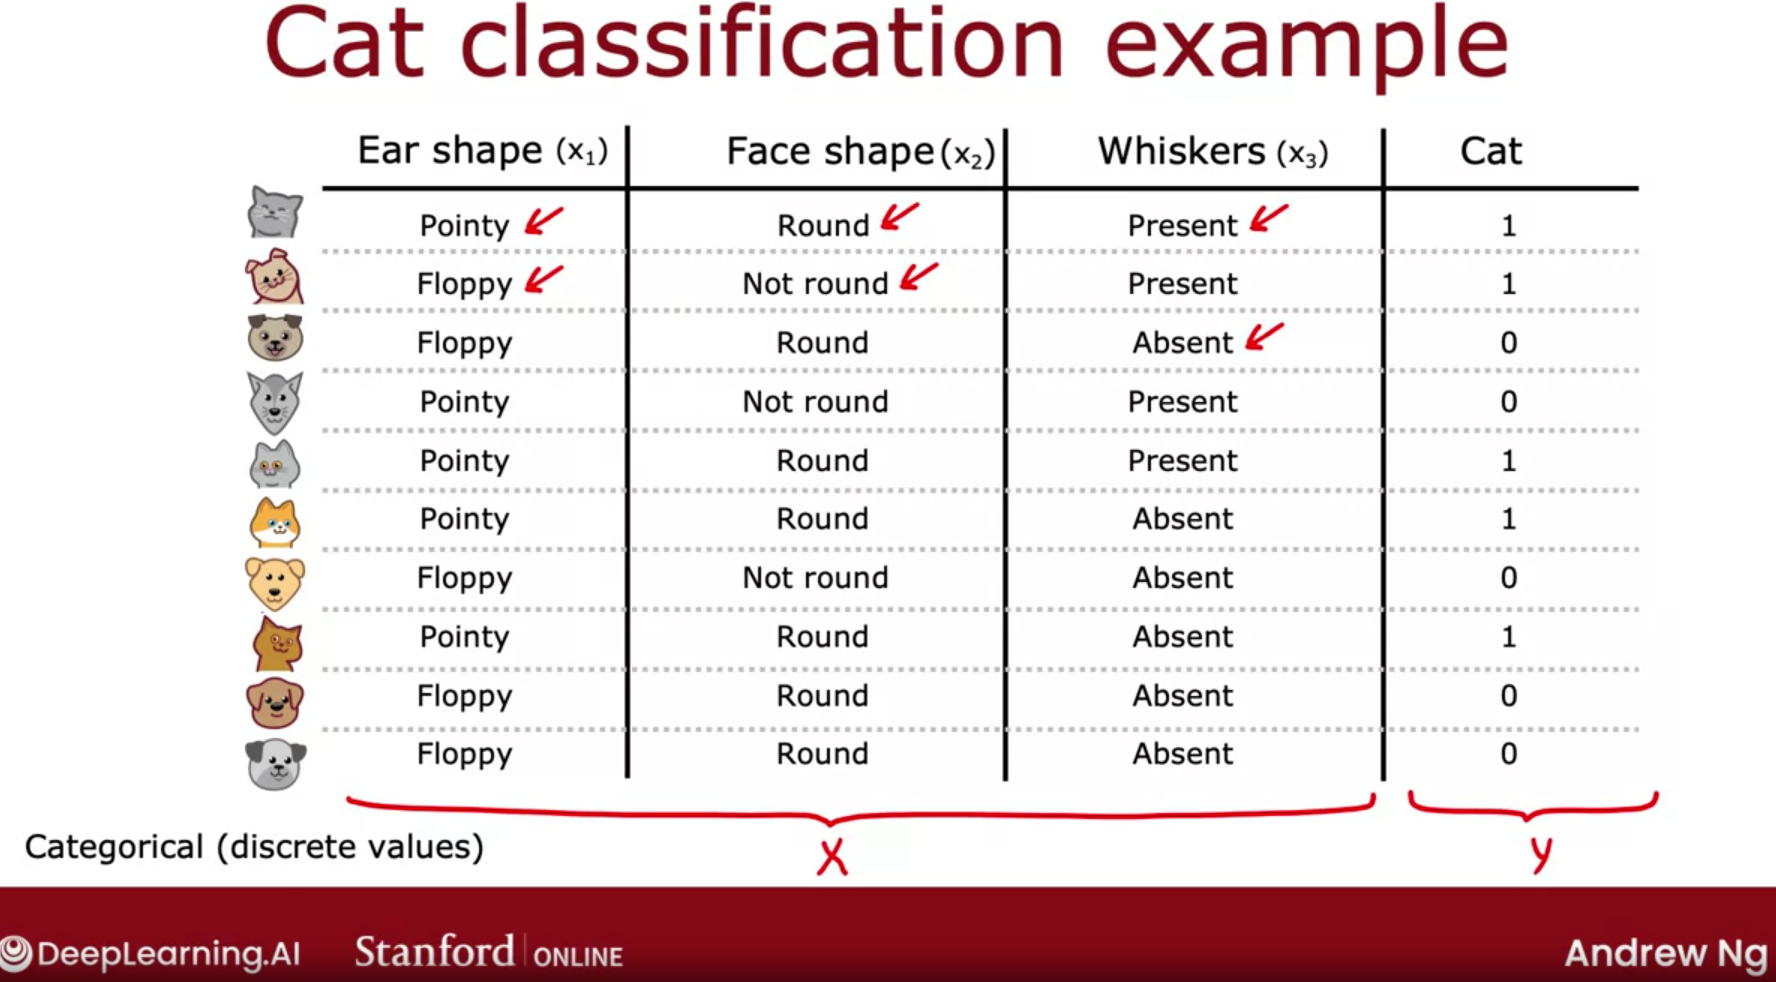 Cat classification example
Ear shape (x₁) Face shape (x₂) Whiskers (x₃) Cat
Pointy Round Present 1
Floppy Not round Present 1
Floppy Round Absent 0
Pointy Not round Present 0
Pointy Round Present 1
Pointy Round Absent 1
Floppy Not round Absent 0
Pointy Round Absent 1
Floppy Round Absent 0
Floppy Round Absent 0
Categorical (discrete values) X y
DeepLearning.AI Stanford ONLINE Andrew Ng